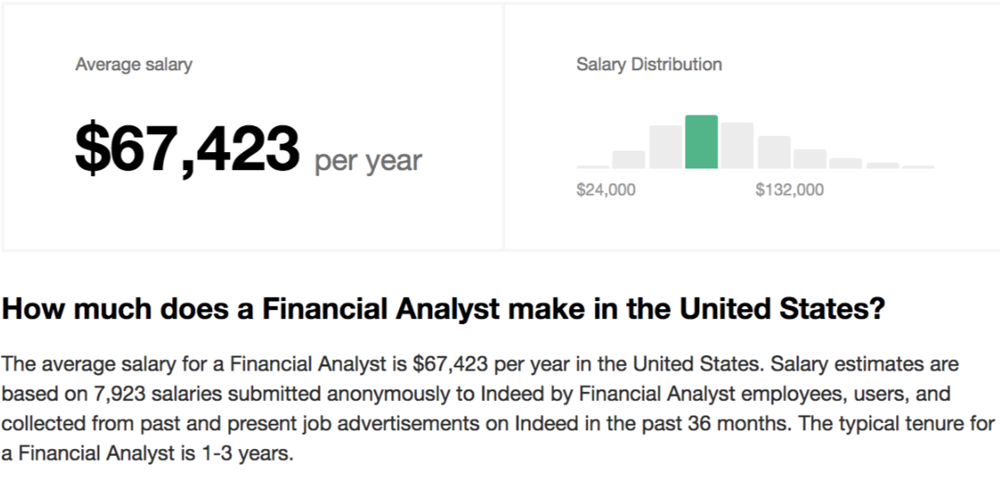 Average salary
$67,423 per year
Salary Distribution
$24,000
$132,000
How much does a Financial Analyst make in the United States?
The average salary for a Financial Analyst is $67,423 per year in the United States. Salary estimates are
based on 7,923 salaries submitted anonymously to Indeed by Financial Analyst employees, users, and
collected from past and present job advertisements on Indeed in the past 36 months. The typical tenure for
a Financial Analyst is 1-3 years.